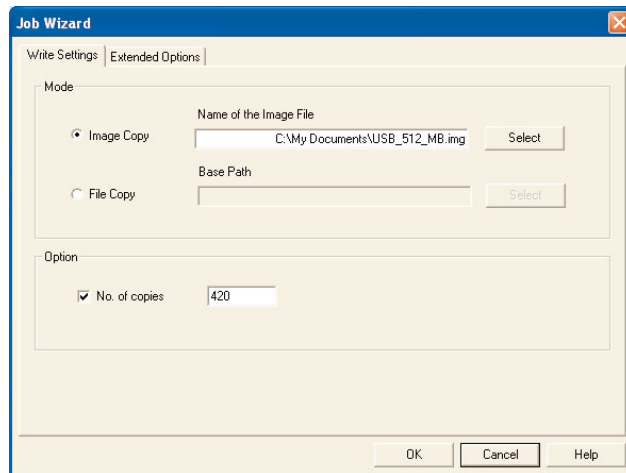 Job Wizard
Write Settings Extended Options
Mode
Name of the Image File
Image Copy C:\My Documents\USB_512_MB.img Select
Base Path
File Copy Select
Option
No. of copies 420
OK Cancel Help